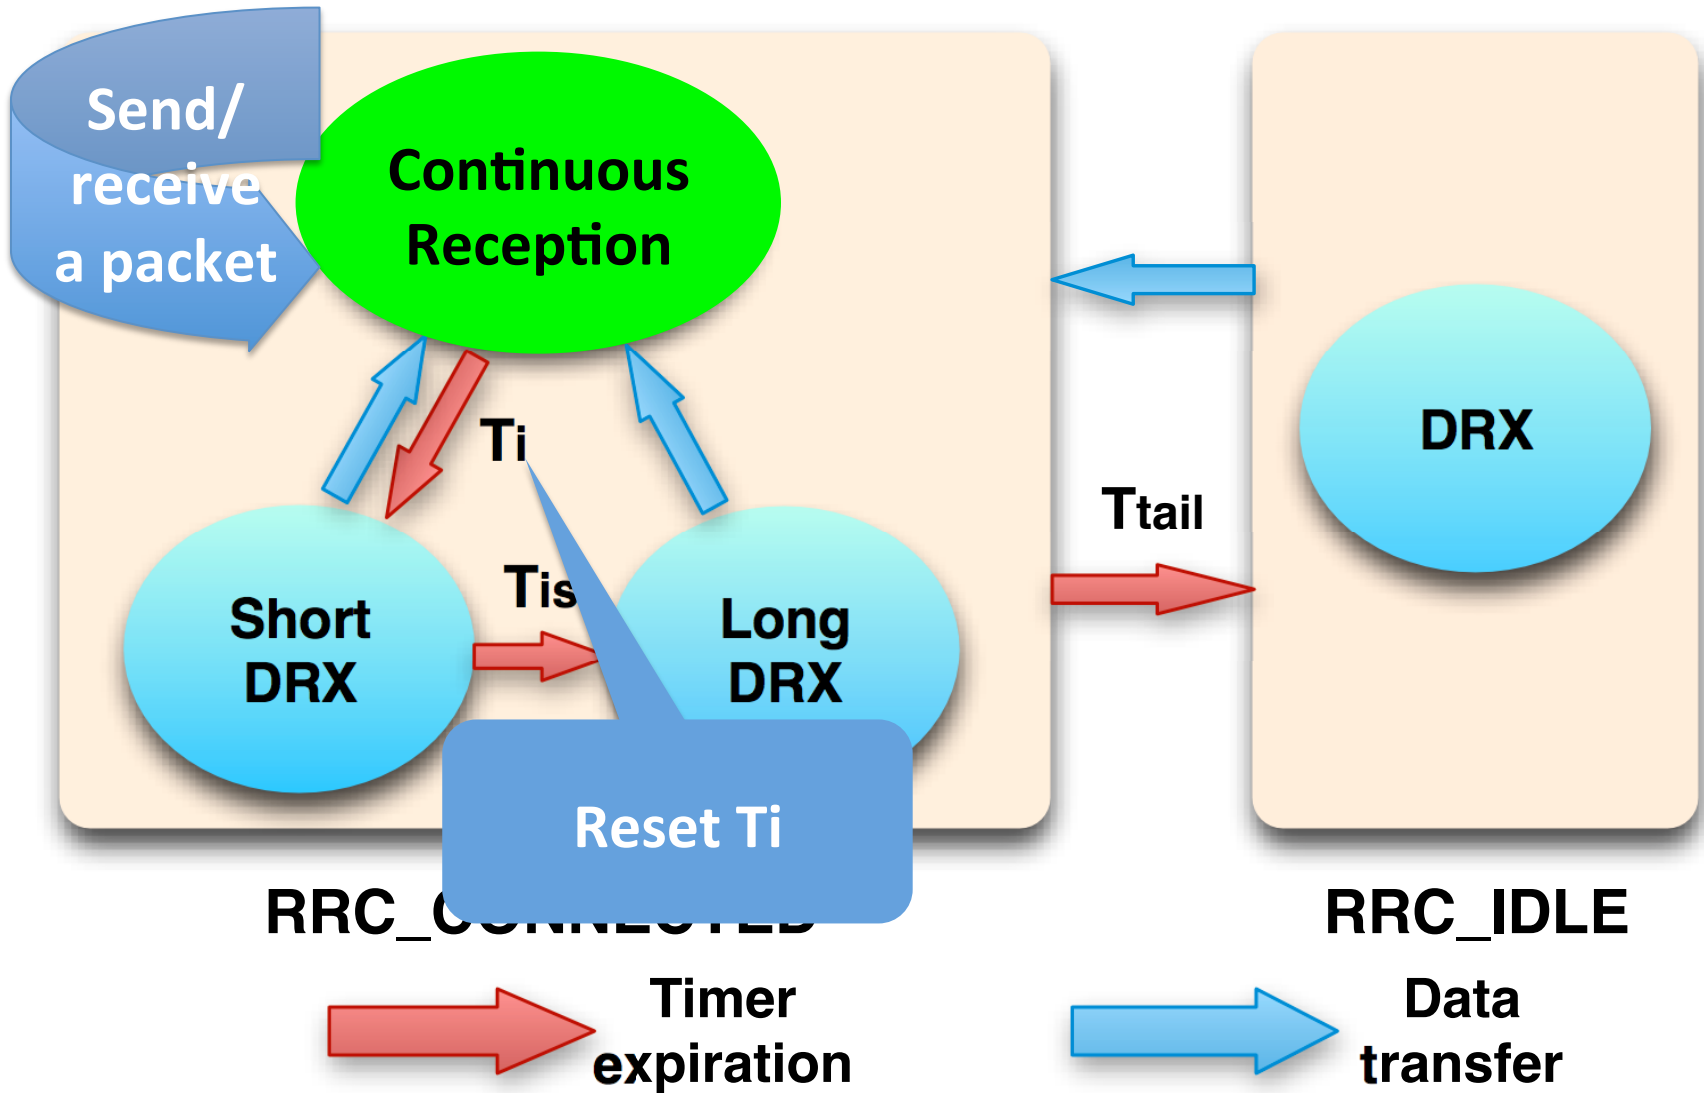 Send/
receive
a packet
Continuous
Reception
Ti
Tis
Short
DRX
Long
DRX
Reset Ti
Ttail
DRX
RRC_CONNECTED
RRC_IDLE
Timer
expiration
Data
transfer